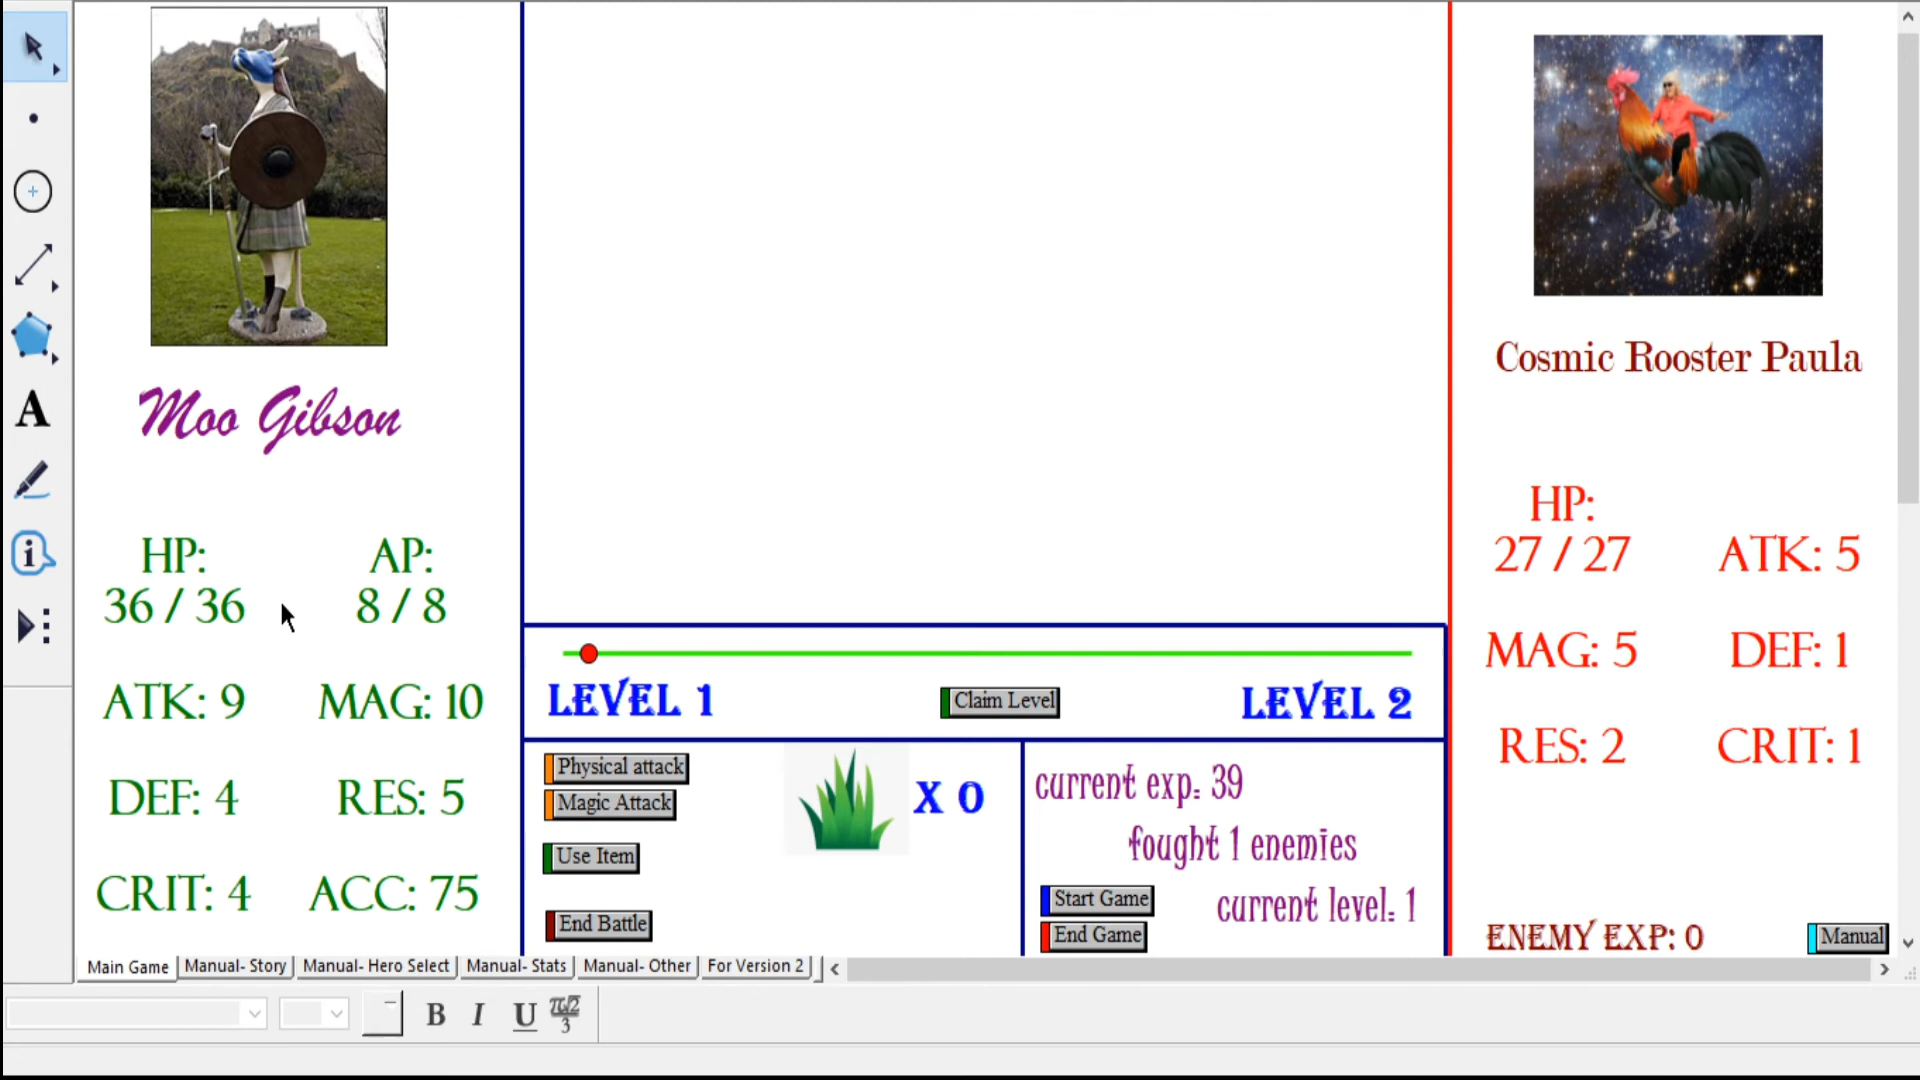 A
Moo Gibson
HP:
36 / 36
AP:
8 / 8
ATK: 9
MAG: 10
DEF: 4
RES: 5
CRIT: 4
ACC: 75
LEVEL 1
Claim Level
LEVEL 2
Physical attack
Magic Attack
Use Item
End Battle
X 0
current exp: 39
fought 1 enemies
current level: 1
Start Game
End Game
Cosmic Rooster Paula
HP:
27 / 27
ATK: 5
MAG: 5
DEF: 1
RES: 2
CRIT: 1
ENEMY EXP: 0
Manual
Main Game
Manual- Story
Manual- Hero Select
Manual- Stats
Manual- Other
For Version 2
B I U π√2/3